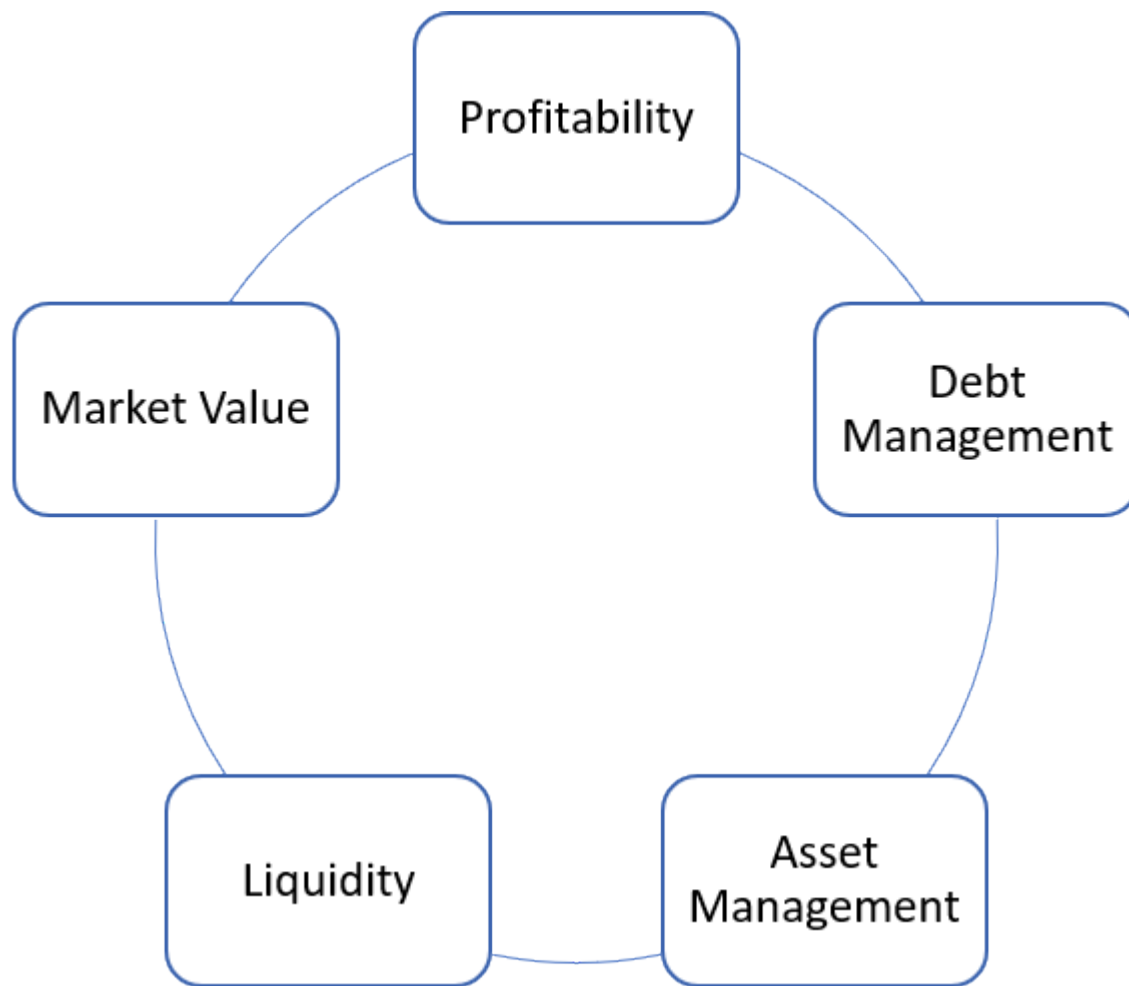 Profitability
Debt
Management
Asset
Management
Liquidity
Market Value